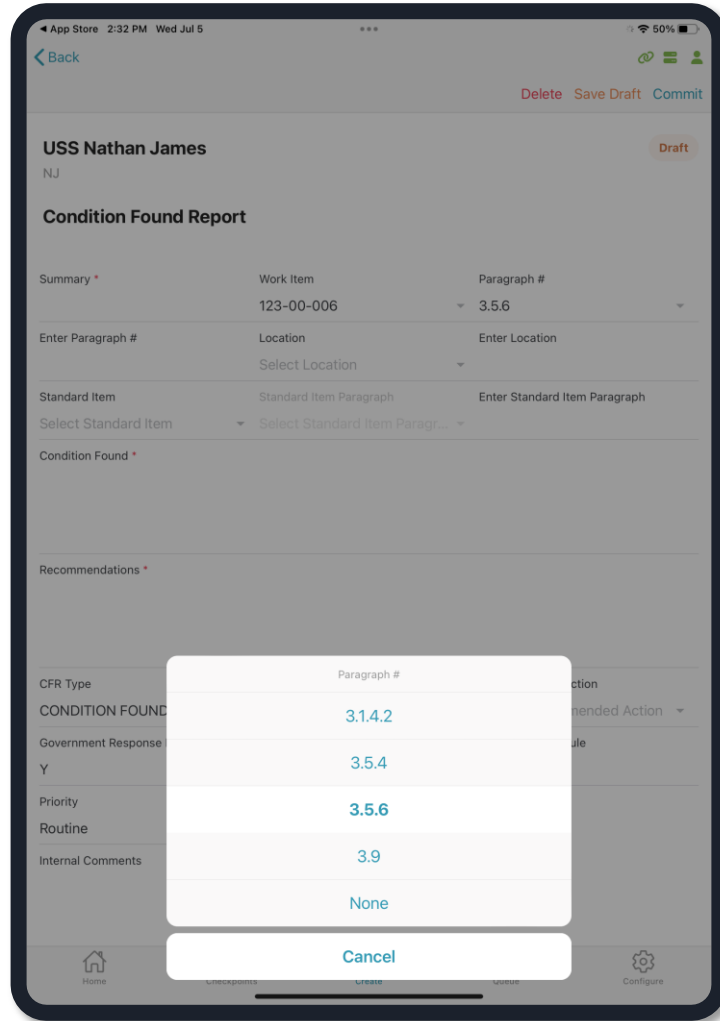 App Store 2:32 PM Wed Jul 5 50%
Back
Delete Save Draft Commit
USS Nathan James Draft
NJ
Condition Found Report
Summary * Work Item Paragraph #
123-00-006 3.5.6
Enter Paragraph # Location Enter Location
Select Location
Standard Item Standard Item Paragraph Enter Standard Item Paragraph
Select Standard Item Select Standard Item Paragr...
Condition Found *
Recommendations *
CFR Type ction
CONDITION FOUND mended Action
Government Response ule
Y
Priority
Routine
Internal Comments
Paragraph #
3.1.4.2
3.5.4
3.5.6
3.9
None
Cancel
Home Checkpoints Create Queue Configure